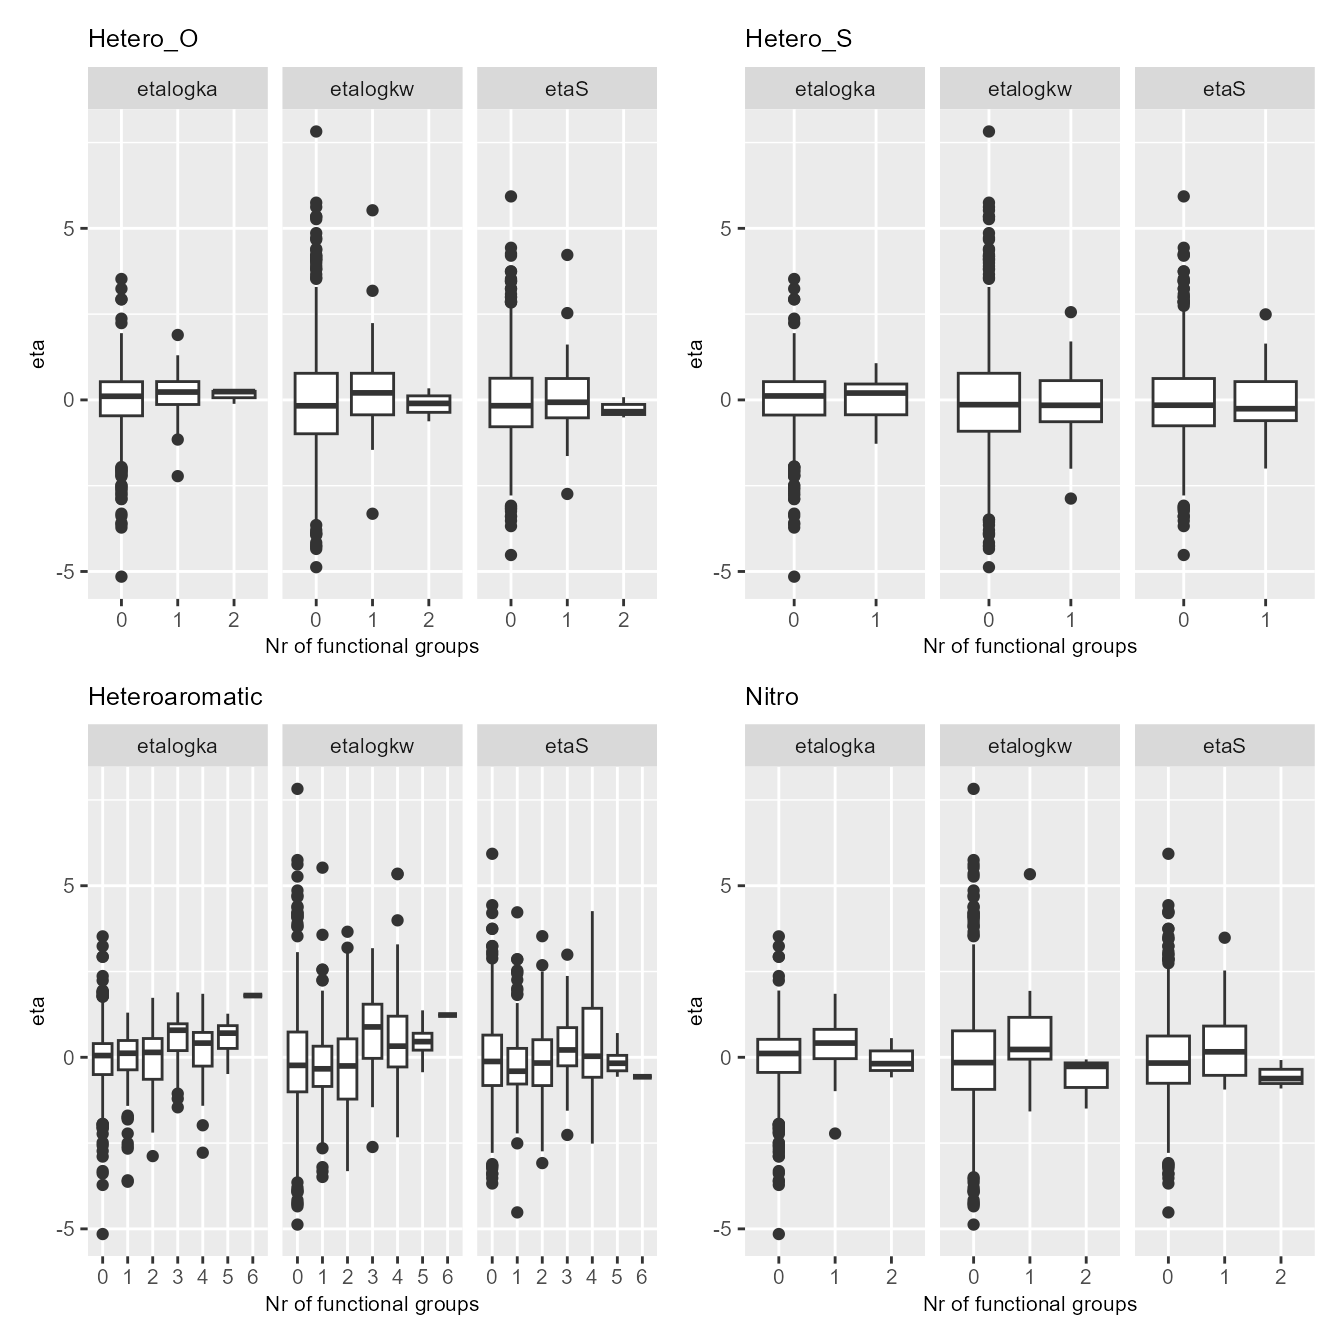 Hetero_O
etalogka etalogkw etaS
5
0
-5
eta
0 1 2 0 1 2 0 1 2
Nr of functional groups
Hetero_S
etalogka etalogkw etaS
5
0
-5
eta
0 1 0 1 0 1
Nr of functional groups
Heteroaromatic
etalogka etalogkw etaS
5
0
-5
eta
0 1 2 3 4 5 6 0 1 2 3 4 5 6 0 1 2 3 4 5 6
Nr of functional groups
Nitro
etalogka etalogkw etaS
5
0
-5
eta
0 1 2 0 1 2 0 1 2
Nr of functional groups